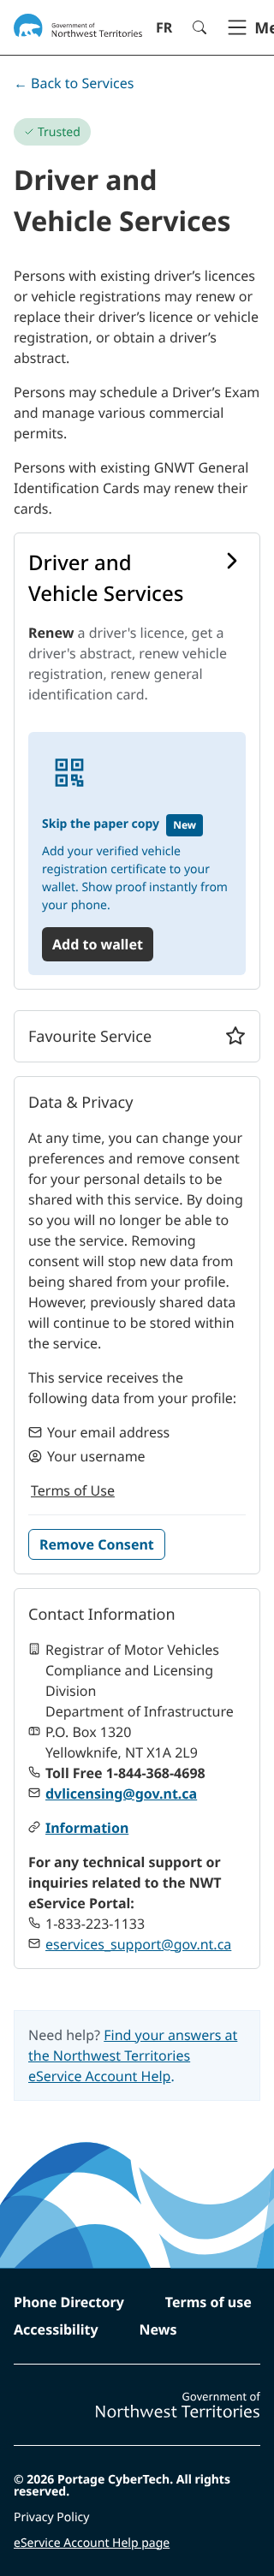 Government of
Northwest Territories
FR
Me
← Back to Services
Trusted
Driver and
Vehicle Services
Persons with existing driver’s licences
or vehicle registrations may renew or
replace their driver’s licence or vehicle
registration, or obtain a driver’s
abstract.
Persons may schedule a Driver’s Exam
and manage various commercial
permits.
Persons with existing GNWT General
Identification Cards may renew their
cards.
Driver and
Vehicle Services
Renew a driver's licence, get a
driver's abstract, renew vehicle
registration, renew general
identification card.
Skip the paper copy New
Add your verified vehicle
registration certificate to your
wallet. Show proof instantly from
your phone.
Add to wallet
Favourite Service
Data & Privacy
At any time, you can change your
preferences and remove consent
for your personal details to be
shared with this service. By doing
so you will no longer be able to
use the service. Removing
consent will stop new data from
being shared from your profile.
However, previously shared data
will continue to be stored within
the service.
This service receives the
following data from your profile:
Your email address
Your username
Terms of Use
Remove Consent
Contact Information
Registrar of Motor Vehicles
Compliance and Licensing
Division
Department of Infrastructure
P.O. Box 1320
Yellowknife, NT X1A 2L9
Toll Free 1-844-368-4698
dvlicensing@gov.nt.ca
Information
For any technical support or
inquiries related to the NWT
eService Portal:
1-833-223-1133
eservices_support@gov.nt.ca
Need help? Find your answers at
the Northwest Territories
eService Account Help.
Phone Directory
Terms of use
Accessibility
News
Government of
Northwest Territories
© 2026 Portage CyberTech. All rights
reserved.
Privacy Policy
eService Account Help page